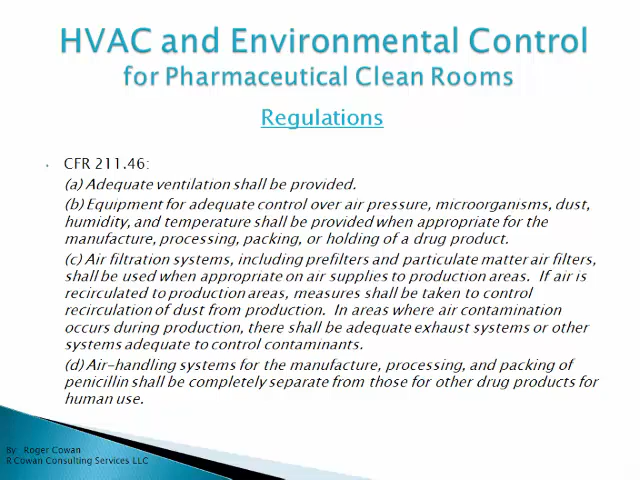 HVAC and Environmental Control
for Pharmaceutical Clean Rooms
Regulations
• CFR 211.46:
(a) Adequate ventilation shall be provided.
(b) Equipment for adequate control over air pressure, microorganisms, dust,
humidity, and temperature shall be provided when appropriate for the
manufacture, processing, packing, or holding of a drug product.
(c) Air filtration systems, including prefilters and particulate matter air filters,
shall be used when appropriate on air supplies to production areas. If air is
recirculated to production areas, measures shall be taken to control
recirculation of dust from production. In areas where air contamination
occurs during production, there shall be adequate exhaust systems or other
systems adequate to control contaminants.
(d) Air-handling systems for the manufacture, processing, and packing of
penicillin shall be completely separate from those for other drug products for
human use.
By: Roger Cowan
R Cowan Consulting Services LLC